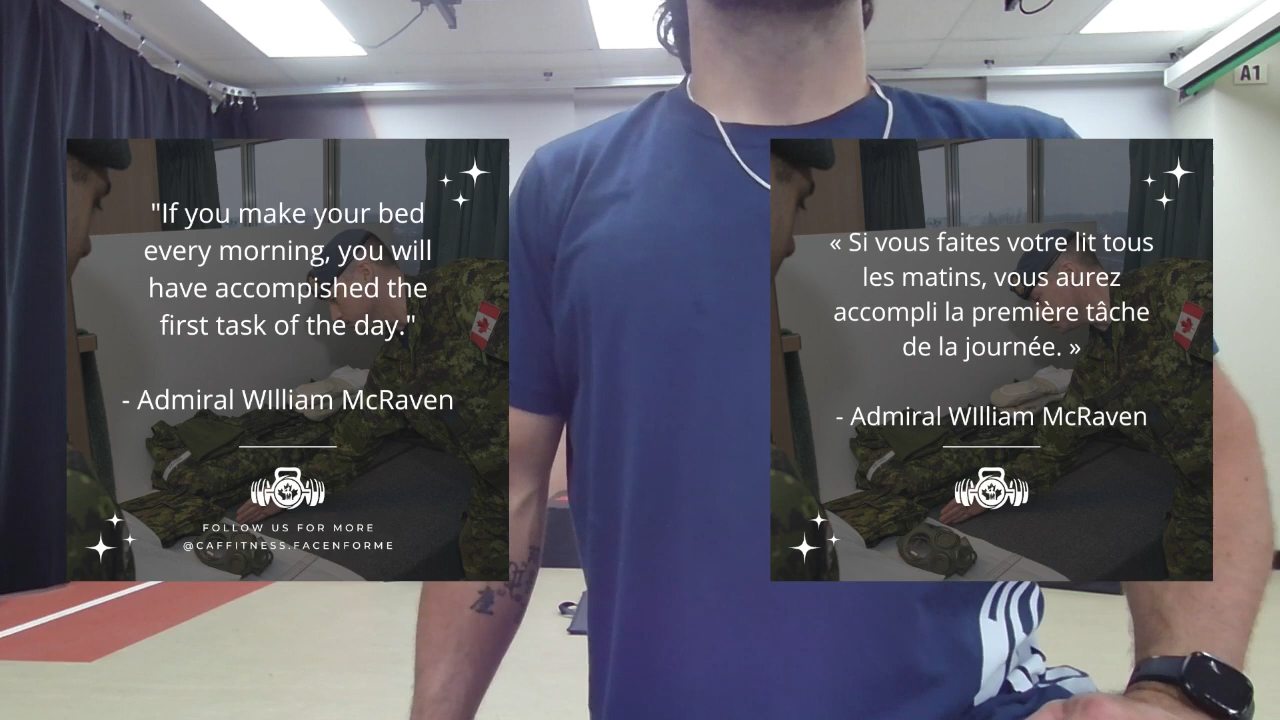 A1
"If you make your bed
every morning, you will
have accompished the
first task of the day."
- Admiral WIlliam McRaven
FOLLOW US FOR MORE
@CAFFITNESS.FACENFORME
« Si vous faites votre lit tous
les matins, vous aurez
accompli la première tâche
de la journée. »
- Admiral WIlliam McRaven